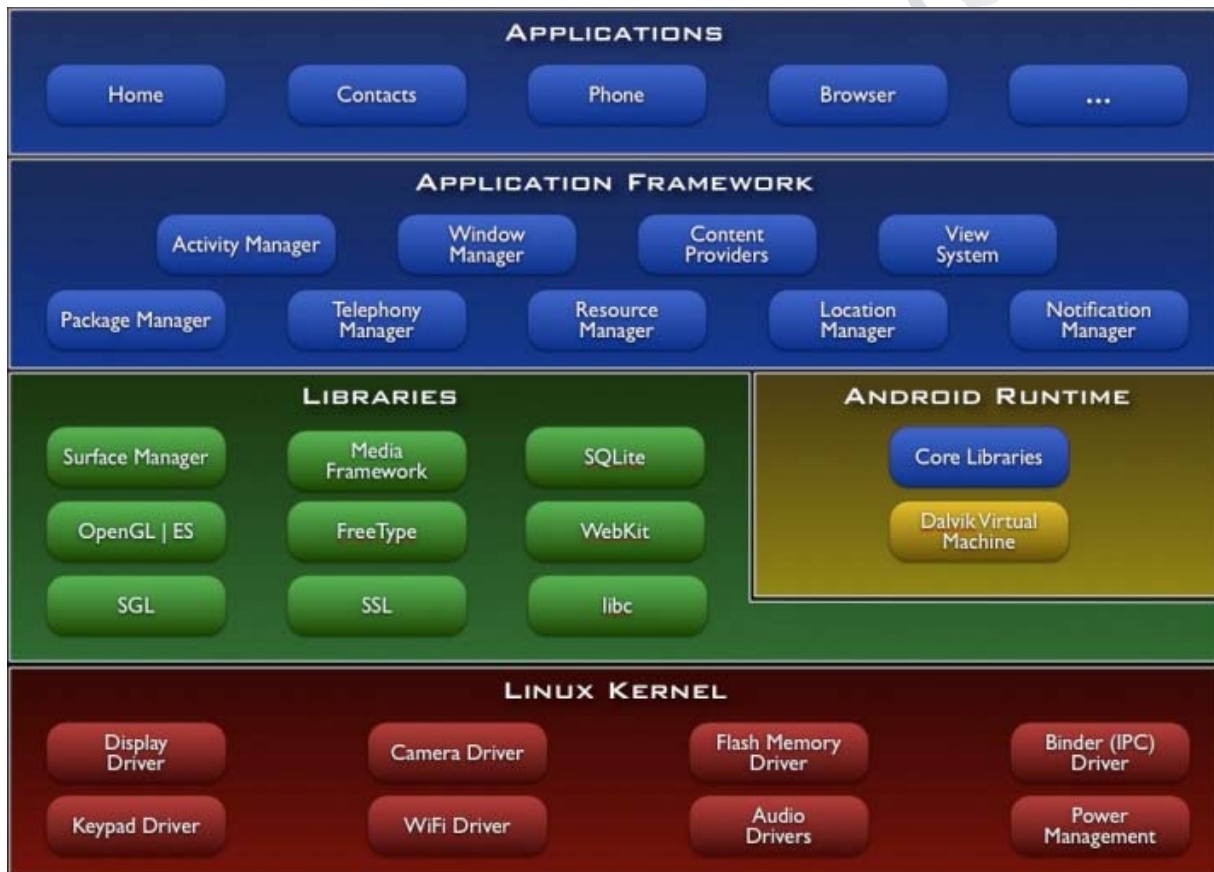 APPLICATIONS
Home
Contacts
Phone
Browser
...
APPLICATION FRAMEWORK
Activity Manager
Window
Manager
Content
Providers
View
System
Package Manager
Telephony
Manager
Resource
Manager
Location
Manager
Notification
Manager
LIBRARIES
Surface Manager
Media
Framework
SQLite
OpenGL | ES
FreeType
WebKit
SGL
SSL
libc
ANDROID RUNTIME
Core Libraries
Dalvik Virtual
Machine
LINUX KERNEL
Display
Driver
Camera Driver
Flash Memory
Driver
Binder (IPC)
Driver
Keypad Driver
WiFi Driver
Audio
Drivers
Power
Management